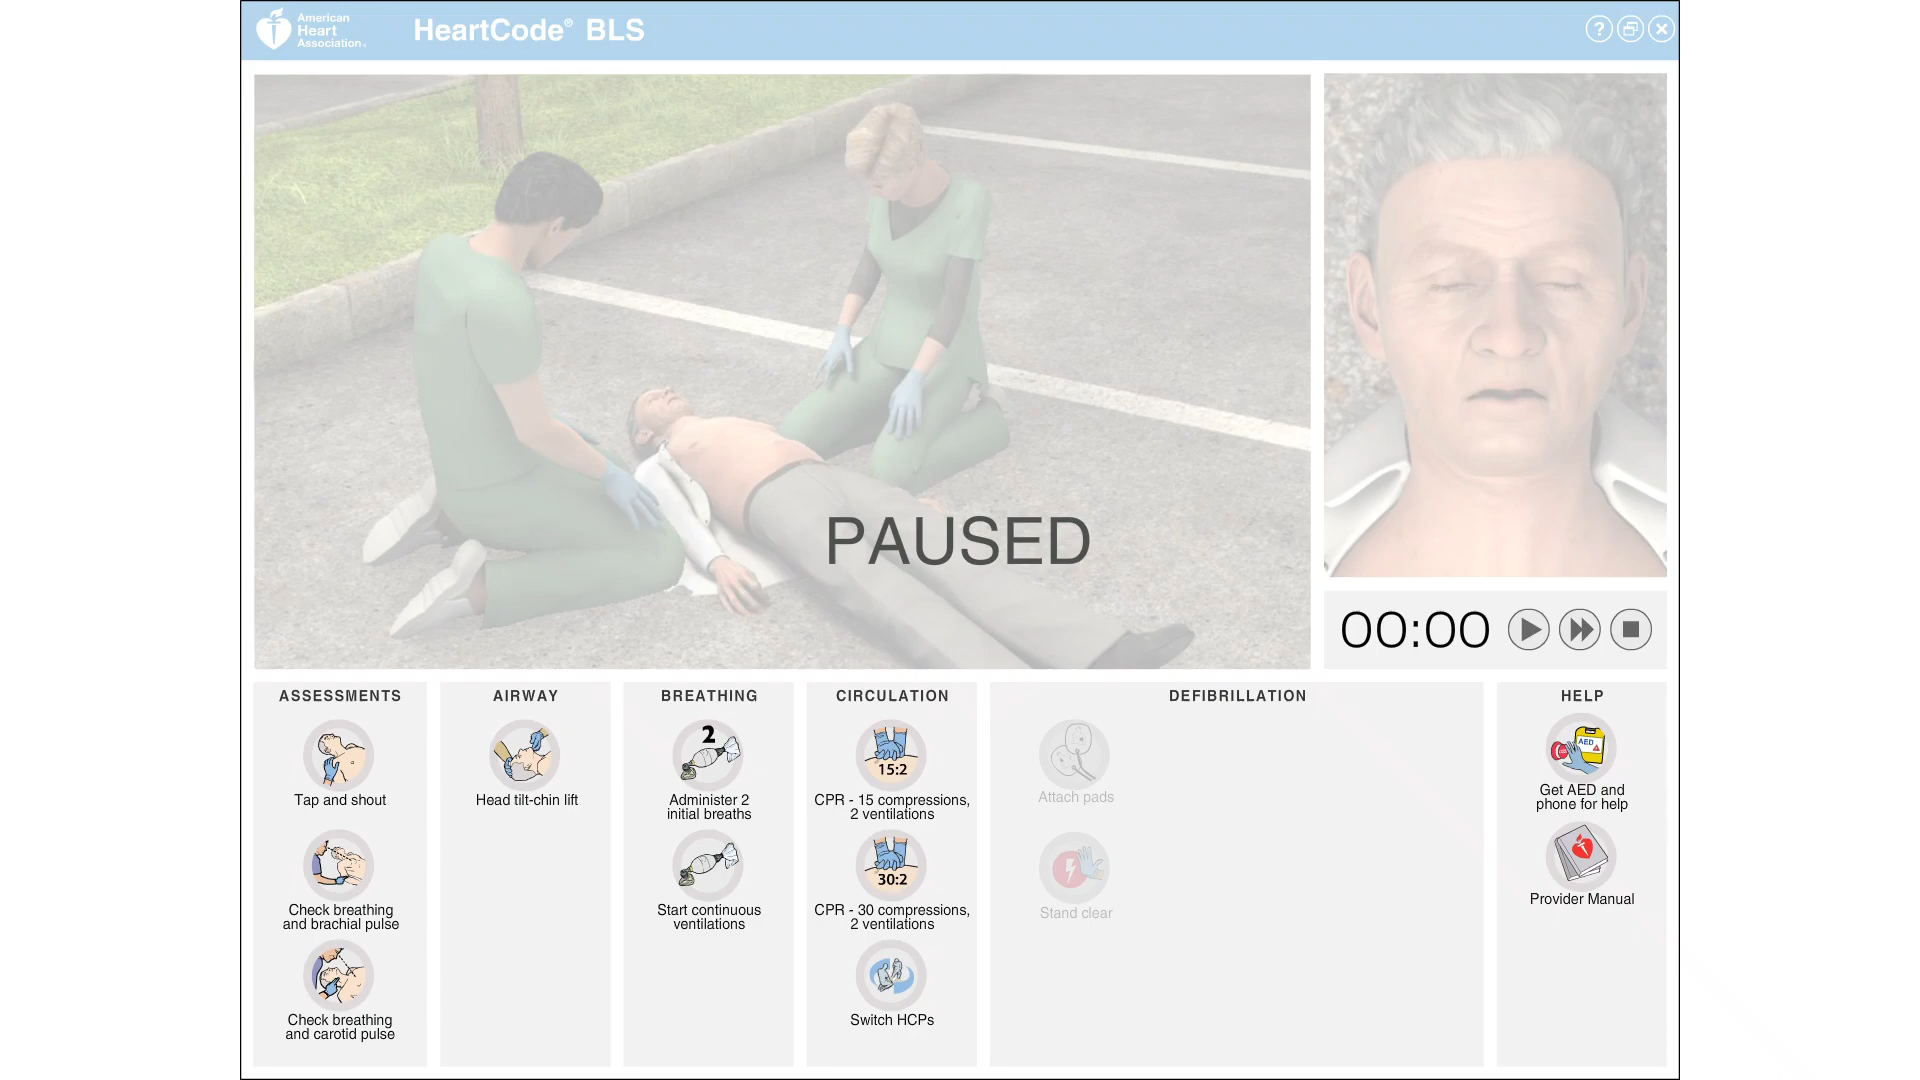 American
Heart
Association®
HeartCode® BLS
?
PAUSED
00:00
ASSESSMENTS
Tap and shout
Check breathing
and brachial pulse
Check breathing
and carotid pulse
AIRWAY
Head tilt-chin lift
BREATHING
2
Administer 2
initial breaths
Start continuous
ventilations
CIRCULATION
15:2
CPR - 15 compressions,
2 ventilations
30:2
CPR - 30 compressions,
2 ventilations
Switch HCPs
DEFIBRILLATION
Attach pads
Stand clear
HELP
AED
Get AED and
phone for help
Provider Manual